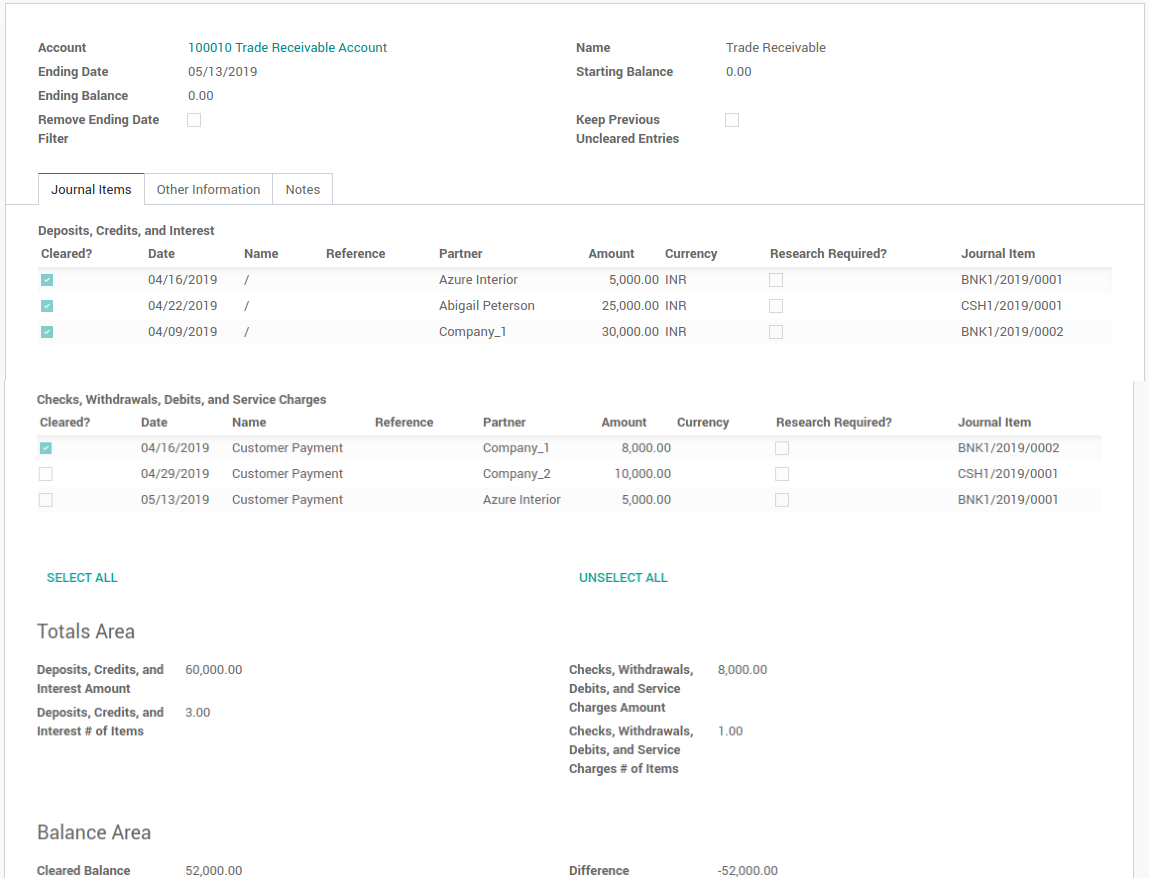 Account 100010 Trade Receivable Account Name Trade Receivable
Ending Date 05/13/2019 Starting Balance 0.00
Ending Balance 0.00
Remove Ending Date Keep Previous
Filter Uncleared Entries
Journal Items Other Information Notes
Deposits, Credits, and Interest
Cleared? Date Name Reference Partner Amount Currency Research Required? Journal Item
04/16/2019 / Azure Interior 5,000.00 INR BNK1/2019/0001
04/22/2019 / Abigail Peterson 25,000.00 INR CSH1/2019/0001
04/09/2019 / Company_1 30,000.00 INR BNK1/2019/0002
Checks, Withdrawals, Debits, and Service Charges
Cleared? Date Name Reference Partner Amount Currency Research Required? Journal Item
04/16/2019 Customer Payment Company_1 8,000.00 BNK1/2019/0002
04/29/2019 Customer Payment Company_2 10,000.00 CSH1/2019/0001
05/13/2019 Customer Payment Azure Interior 5,000.00 BNK1/2019/0001
SELECT ALL UNSELECT ALL
Totals Area
Deposits, Credits, and 60,000.00 Checks, Withdrawals, 8,000.00
Interest Amount Debits, and Service
Charges Amount
Deposits, Credits, and 3.00
Interest # of Items Checks, Withdrawals, 1.00
Debits, and Service
Charges # of Items
Balance Area
Cleared Balance 52,000.00 Difference -52,000.00